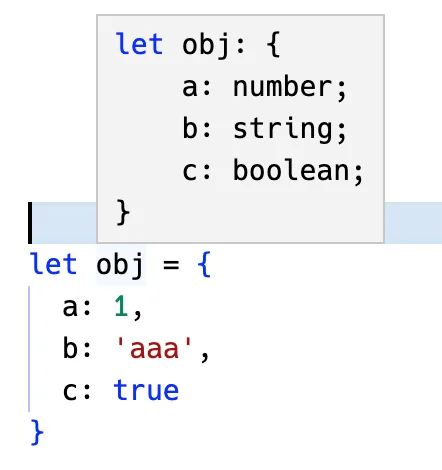 let obj: {
    a: number;
    b: string;
    c: boolean;
}
let obj = {
  a: 1,
  b: 'aaa',
  c: true
}